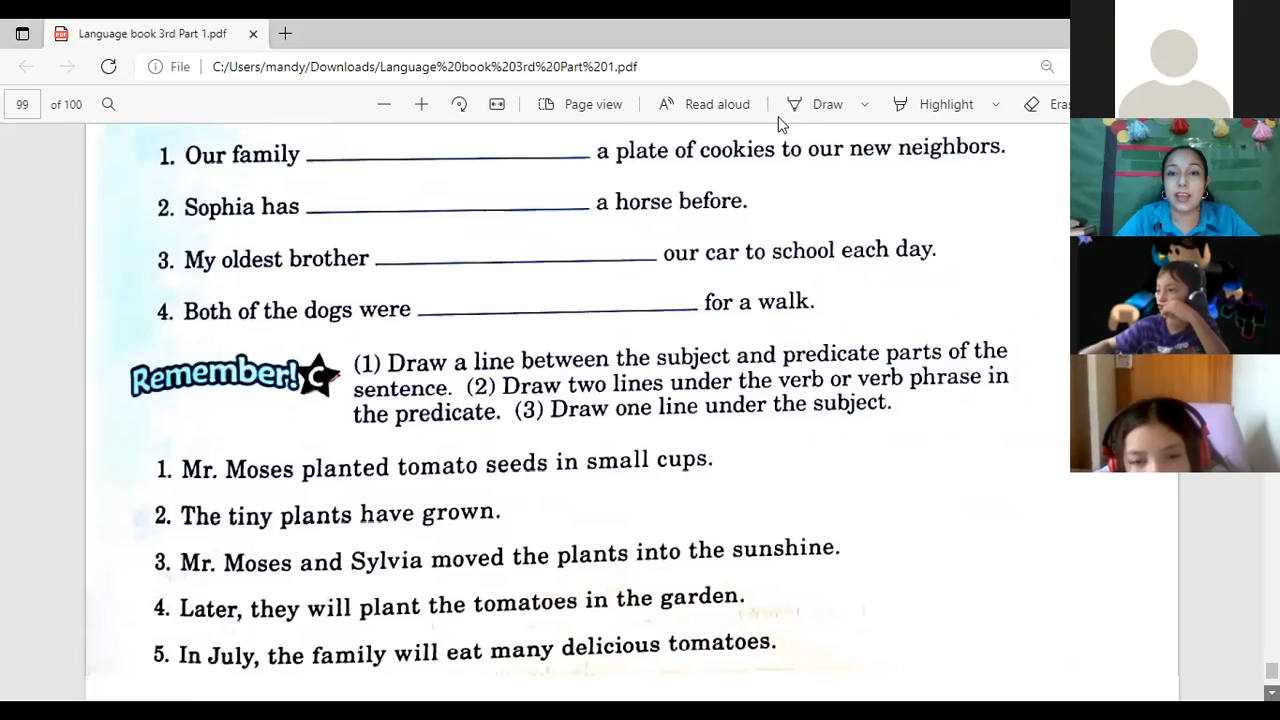 Language book 3rd Part 1.pdf
File C:/Users/mandy/Downloads/Language%20book%203rd%20Part%201.pdf
99 of 100 Page view Read aloud Draw Highlight Eras
1. Our family ____ a plate of cookies to our new neighbors.
2. Sophia has ____ a horse before.
3. My oldest brother ____ our car to school each day.
4. Both of the dogs were ____ for a walk.
Remember! C (1) Draw a line between the subject and predicate parts of the
sentence. (2) Draw two lines under the verb or verb phrase in
the predicate. (3) Draw one line under the subject.
1. Mr. Moses planted tomato seeds in small cups.
2. The tiny plants have grown.
3. Mr. Moses and Sylvia moved the plants into the sunshine.
4. Later, they will plant the tomatoes in the garden.
5. In July, the family will eat many delicious tomatoes.